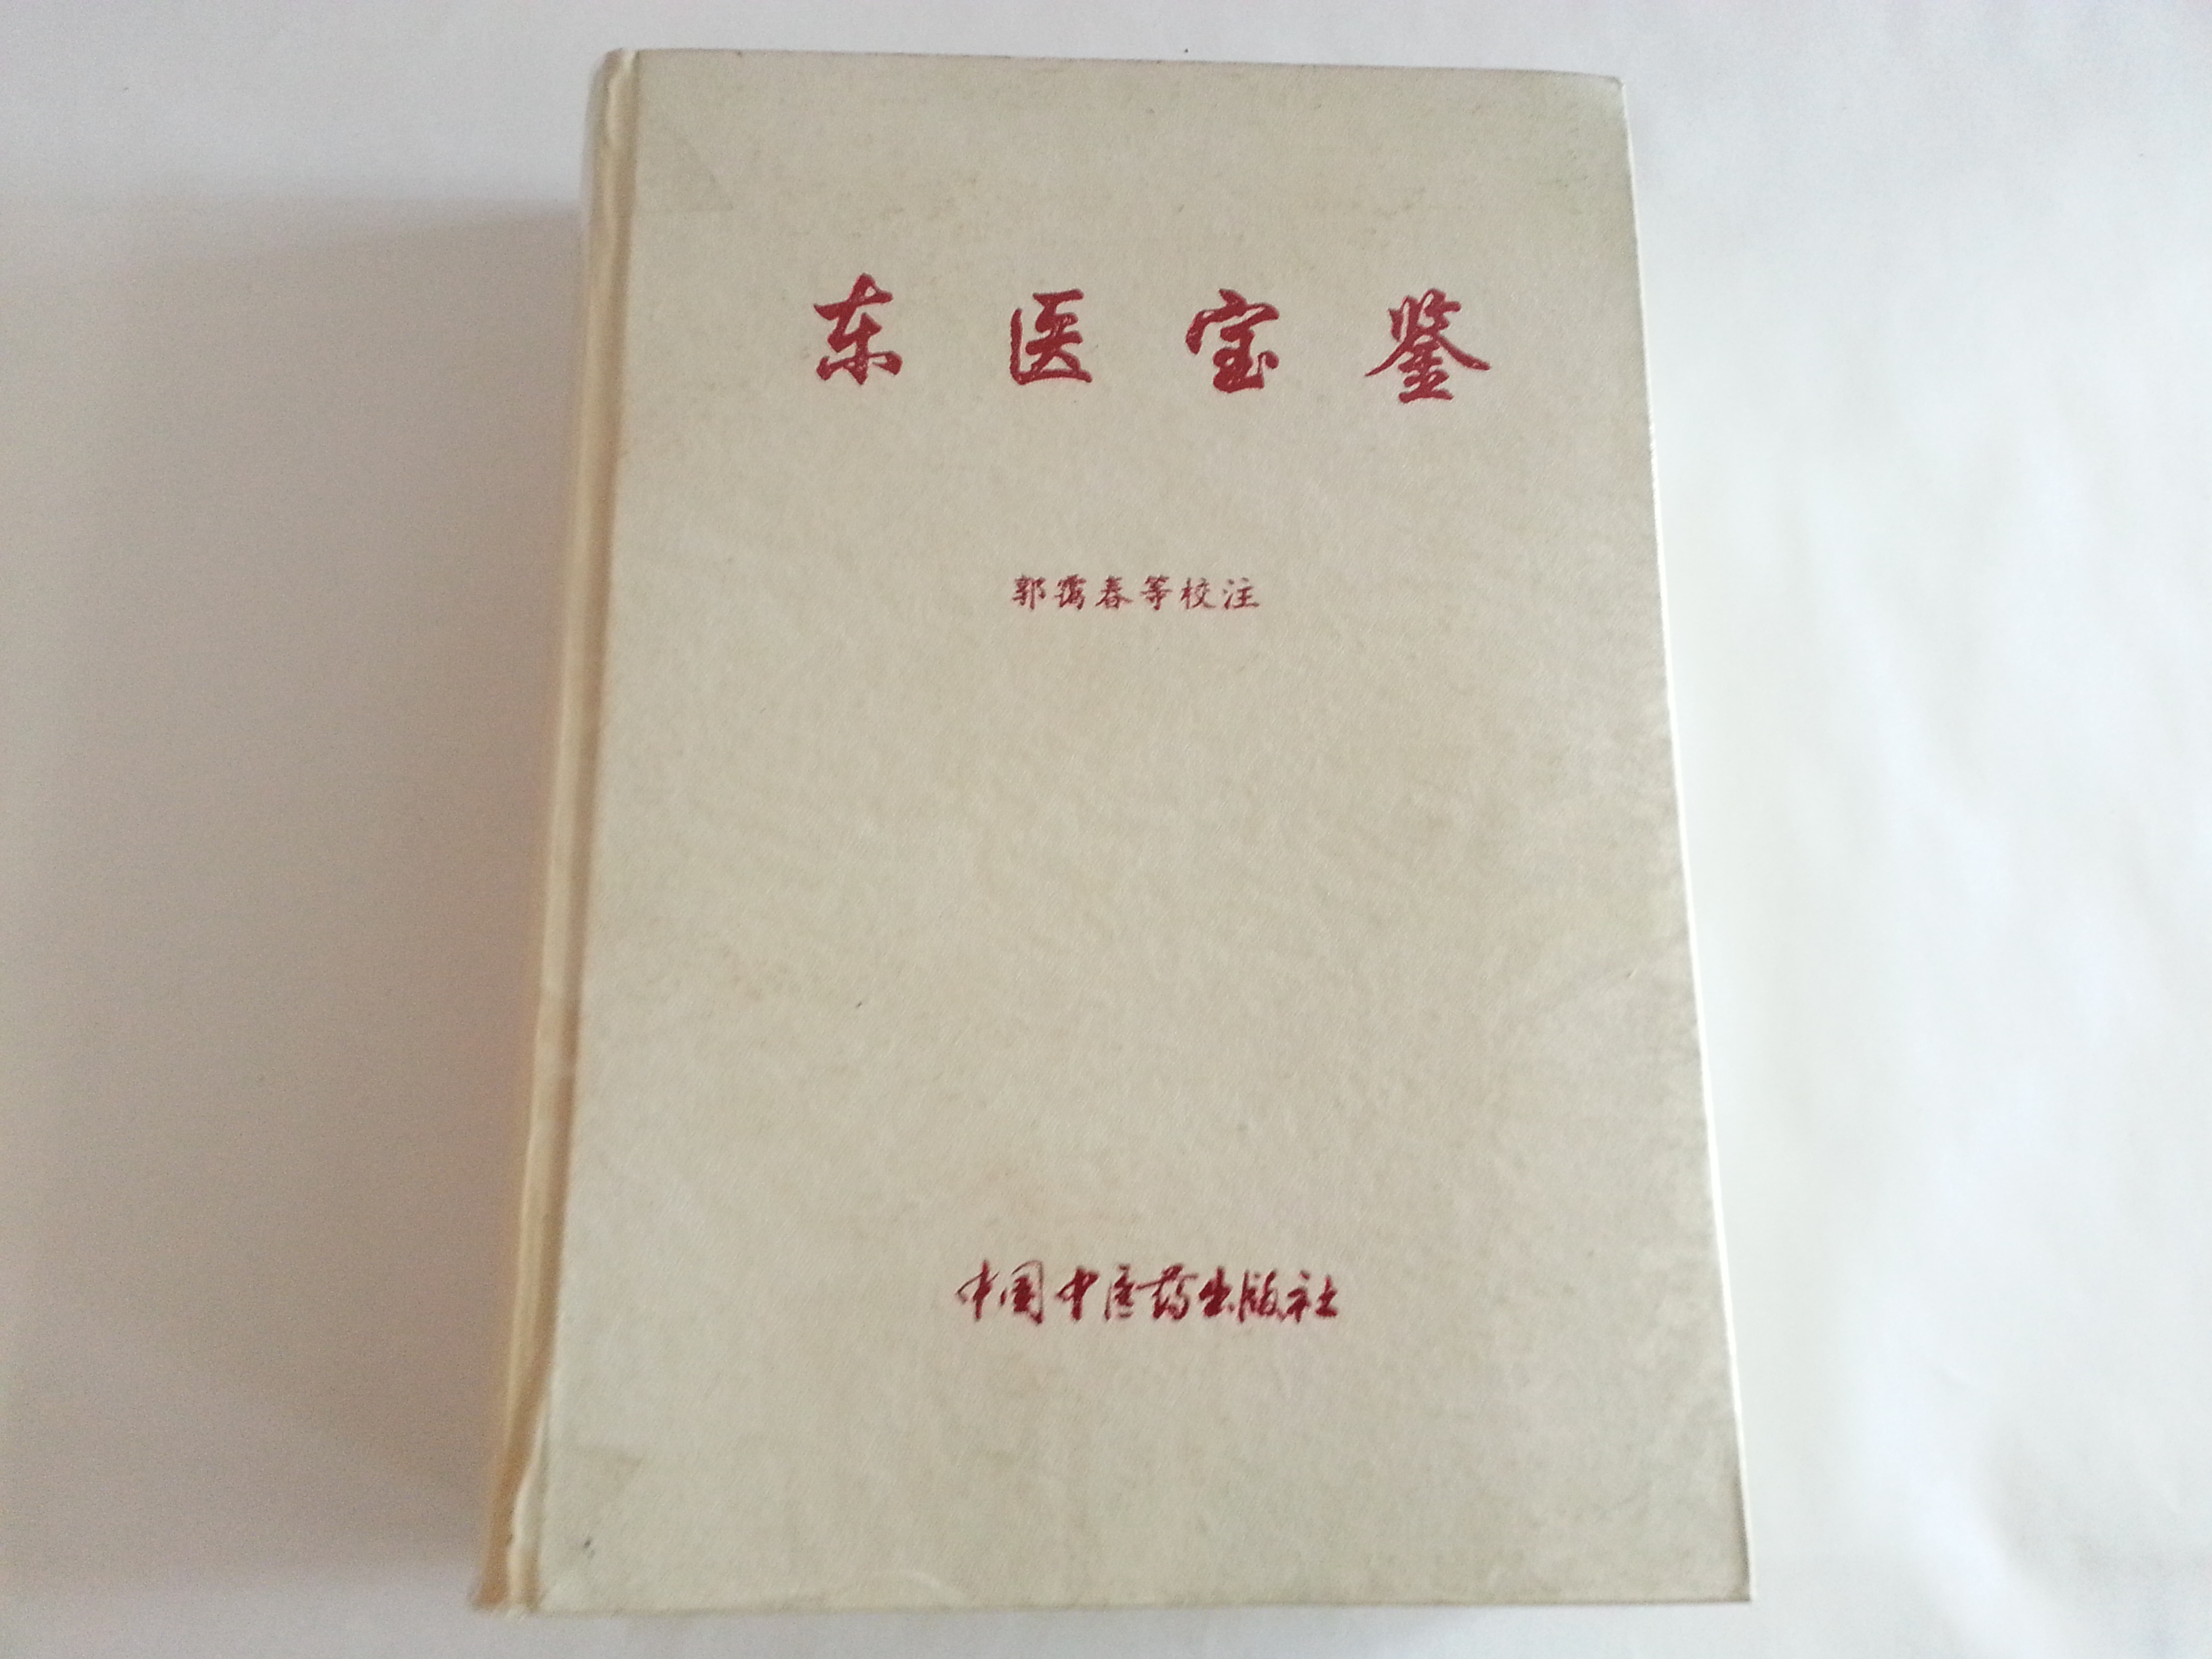 东医宝鉴
郭霭春等校注
中国中医药出版社